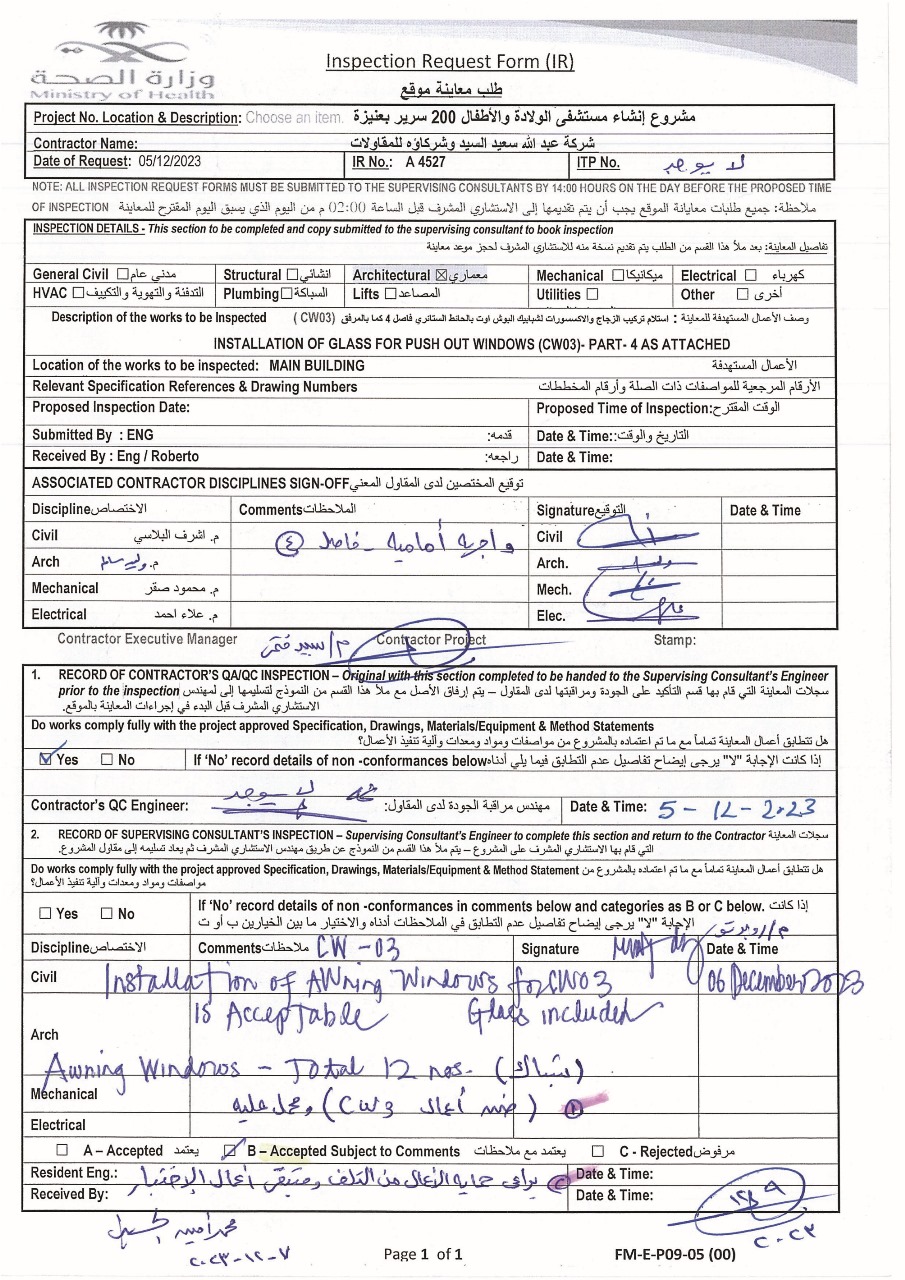 وزارة الصحة
Ministry of Health
Inspection Request Form (IR)
طلب معاينة موقع
Project No. Location & Description: Choose an item. مشروع إنشاء مستشفى الولادة والأطفال 200 سرير بعنيزة
Contractor Name: شركة عبد الله سعيد السيد وشركاؤه للمقاولات
Date of Request: 05/12/2023 IR No.: A 4527 ITP No. لا يوجد
NOTE: ALL INSPECTION REQUEST FORMS MUST BE SUBMITTED TO THE SUPERVISING CONSULTANTS BY 14:00 HOURS ON THE DAY BEFORE THE PROPOSED TIME
OF INSPECTION ملاحظة: جميع طلبات معاينة الموقع يجب أن يتم تقديمها إلى الاستشاري المشرف قبل الساعة 02:00 م من اليوم الذي يسبق اليوم المقترح للمعاينة
INSPECTION DETAILS - This section to be completed and copy submitted to the supervising consultant to book inspection
تفاصيل المعاينة: بعد ملأ هذا القسم من الطلب يتم تقديم نسخة منه للاستشاري المشرف لحجز موعد معاينة
General Civil ☐ مدني عام Structural ☐ انشائي Architectural ☒ معماري Mechanical ☐ ميكانيكا Electrical ☐ كهرباء
HVAC ☐ التدفئة والتهوية والتكييف Plumbing ☐ السباكة Lifts ☐ المصاعد Utilities ☐ Other ☐ أخرى
Description of the works to be Inspected وصف الأعمال المستهدفة للمعاينة : استلام تركيب الزجاج والاكسسورات لشبابيك البوش اوت بالحائط الستائري فاصل 4 كما بالمرفق (CW03)
INSTALLATION OF GLASS FOR PUSH OUT WINDOWS (CW03)- PART- 4 AS ATTACHED
Location of the works to be inspected: MAIN BUILDING الأعمال المستهدفة
Relevant Specification References & Drawing Numbers الأرقام المرجعية للمواصفات ذات الصلة وأرقام المخططات
Proposed Inspection Date: Proposed Time of Inspection: الوقت المقترح
Submitted By : ENG قدمه: Date & Time:: التاريخ والوقت
Received By : Eng / Roberto راجعه: Date & Time:
ASSOCIATED CONTRACTOR DISCIPLINES SIGN-OFF توقيع المختصين لدى المقاول المعني
Discipline الاختصاص Comments الملاحظات Signature التوقيع Date & Time
Civil م. اشرف البلاسي واجهة أمامية - فاصل ٤ Civil
Arch م. Arch.
Mechanical م. محمود صقر Mech.
Electrical م. علاء احمد Elec.
Contractor Executive Manager Contractor Project Stamp:
1. RECORD OF CONTRACTOR'S QA/QC INSPECTION – Original with this section completed to be handed to the Supervising Consultant's Engineer
prior to the inspection سجلات المعاينة التي قام بها قسم التأكيد على الجودة ومراقبتها لدى المقاول – يتم إرفاق الأصل مع ملأ هذا القسم من النموذج لتسليمها إلى لمهندس
الاستشاري المشرف قبل البدء في إجراءات المعاينة بالموقع.
Do works comply fully with the project approved Specification, Drawings, Materials/Equipment & Method Statements
هل تتطابق أعمال المعاينة تماماً مع ما تم اعتماده بالمشروع من مواصفات ومواد ومعدات وآلية تنفيذ الأعمال؟
☑ Yes ☐ No If 'No' record details of non -conformances below إذا كانت الإجابة "لا" يرجى إيضاح تفاصيل عدم التطابق فيما يلي أدناه
لا يوجد
Contractor's QC Engineer: مهندس مراقبة الجودة لدى المقاول: Date & Time: 5-12-2023
2. RECORD OF SUPERVISING CONSULTANT'S INSPECTION – Supervising Consultant's Engineer to complete this section and return to the Contractor سجلات المعاينة
التي قام بها الاستشاري المشرف على المشروع – يتم ملأ هذا القسم من النموذج عن طريق مهندس الاستشاري المشرف ثم يعاد تسليمه إلى مقاول المشروع.
Do works comply fully with the project approved Specification, Drawings, Materials/Equipment & Method Statement هل تتطابق أعمال المعاينة تماماً مع ما تم اعتماده بالمشروع من
مواصفات ومواد ومعدات وآلية تنفيذ الأعمال؟
☐ Yes ☐ No If 'No' record details of non -conformances in comments below and categories as B or C below. إذا كانت
الإجابة "لا" يرجى إيضاح تفاصيل عدم التطابق في الملاحظات أدناه والاختيار ما بين الخيارين ب أو ت
م/روبرتو
Discipline الاختصاص Comments ملاحظات CW-03 Signature Date & Time
Civil Installation of AWning Windows for CW03 06 December 2023
Is Acceptable Glass included
Arch
Awning Windows - Total 12 nos. (شباك)
Mechanical
(ضمن أعمال CW3) ومحمل عليه
Electrical
☐ A – Accepted يعتمد ☑ B – Accepted Subject to Comments يعتمد مع ملاحظات ☐ C - Rejected مرفوض
Resident Eng.: يراعى حماية الأعمال من التلف ومتبقى أعمال الإختبار Date & Time:
Received By: Date & Time:
١٢/٩
٢٠٢٣
٢٠٢٣-١٢-٧
Page 1 of 1 FM-E-P09-05 (00)